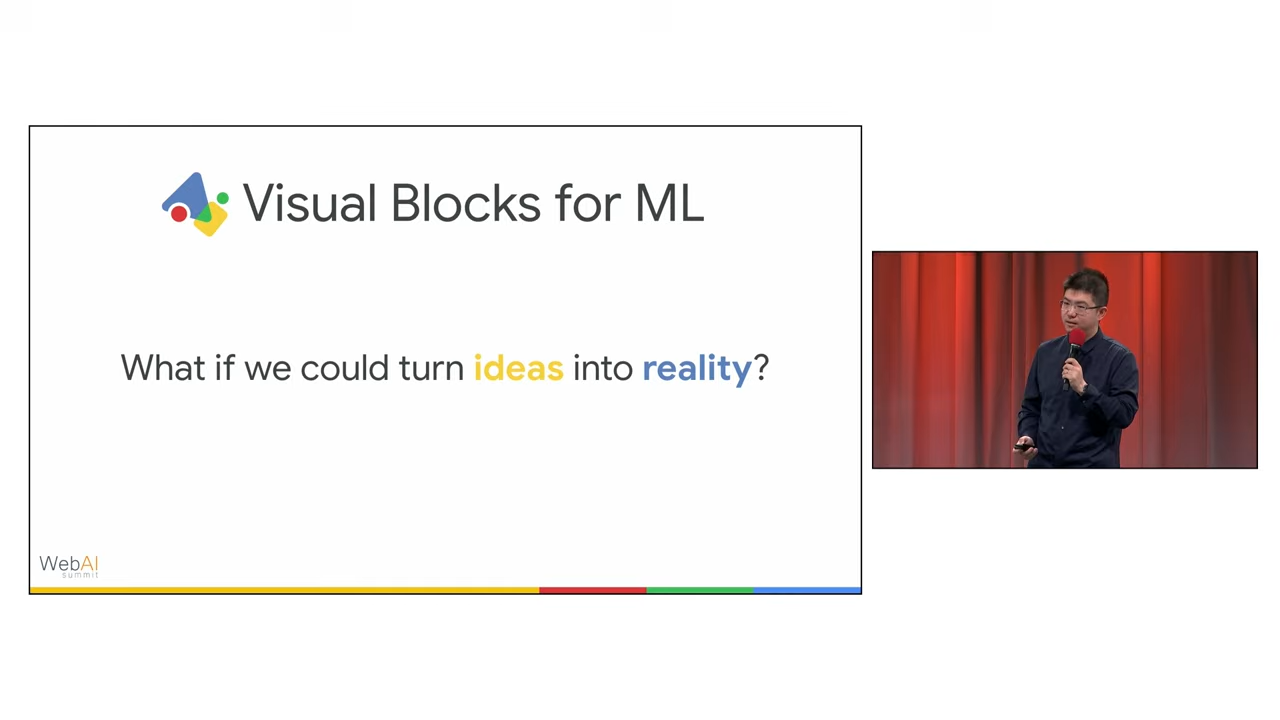 Visual Blocks for ML
What if we could turn ideas into reality?
WebAI
summit